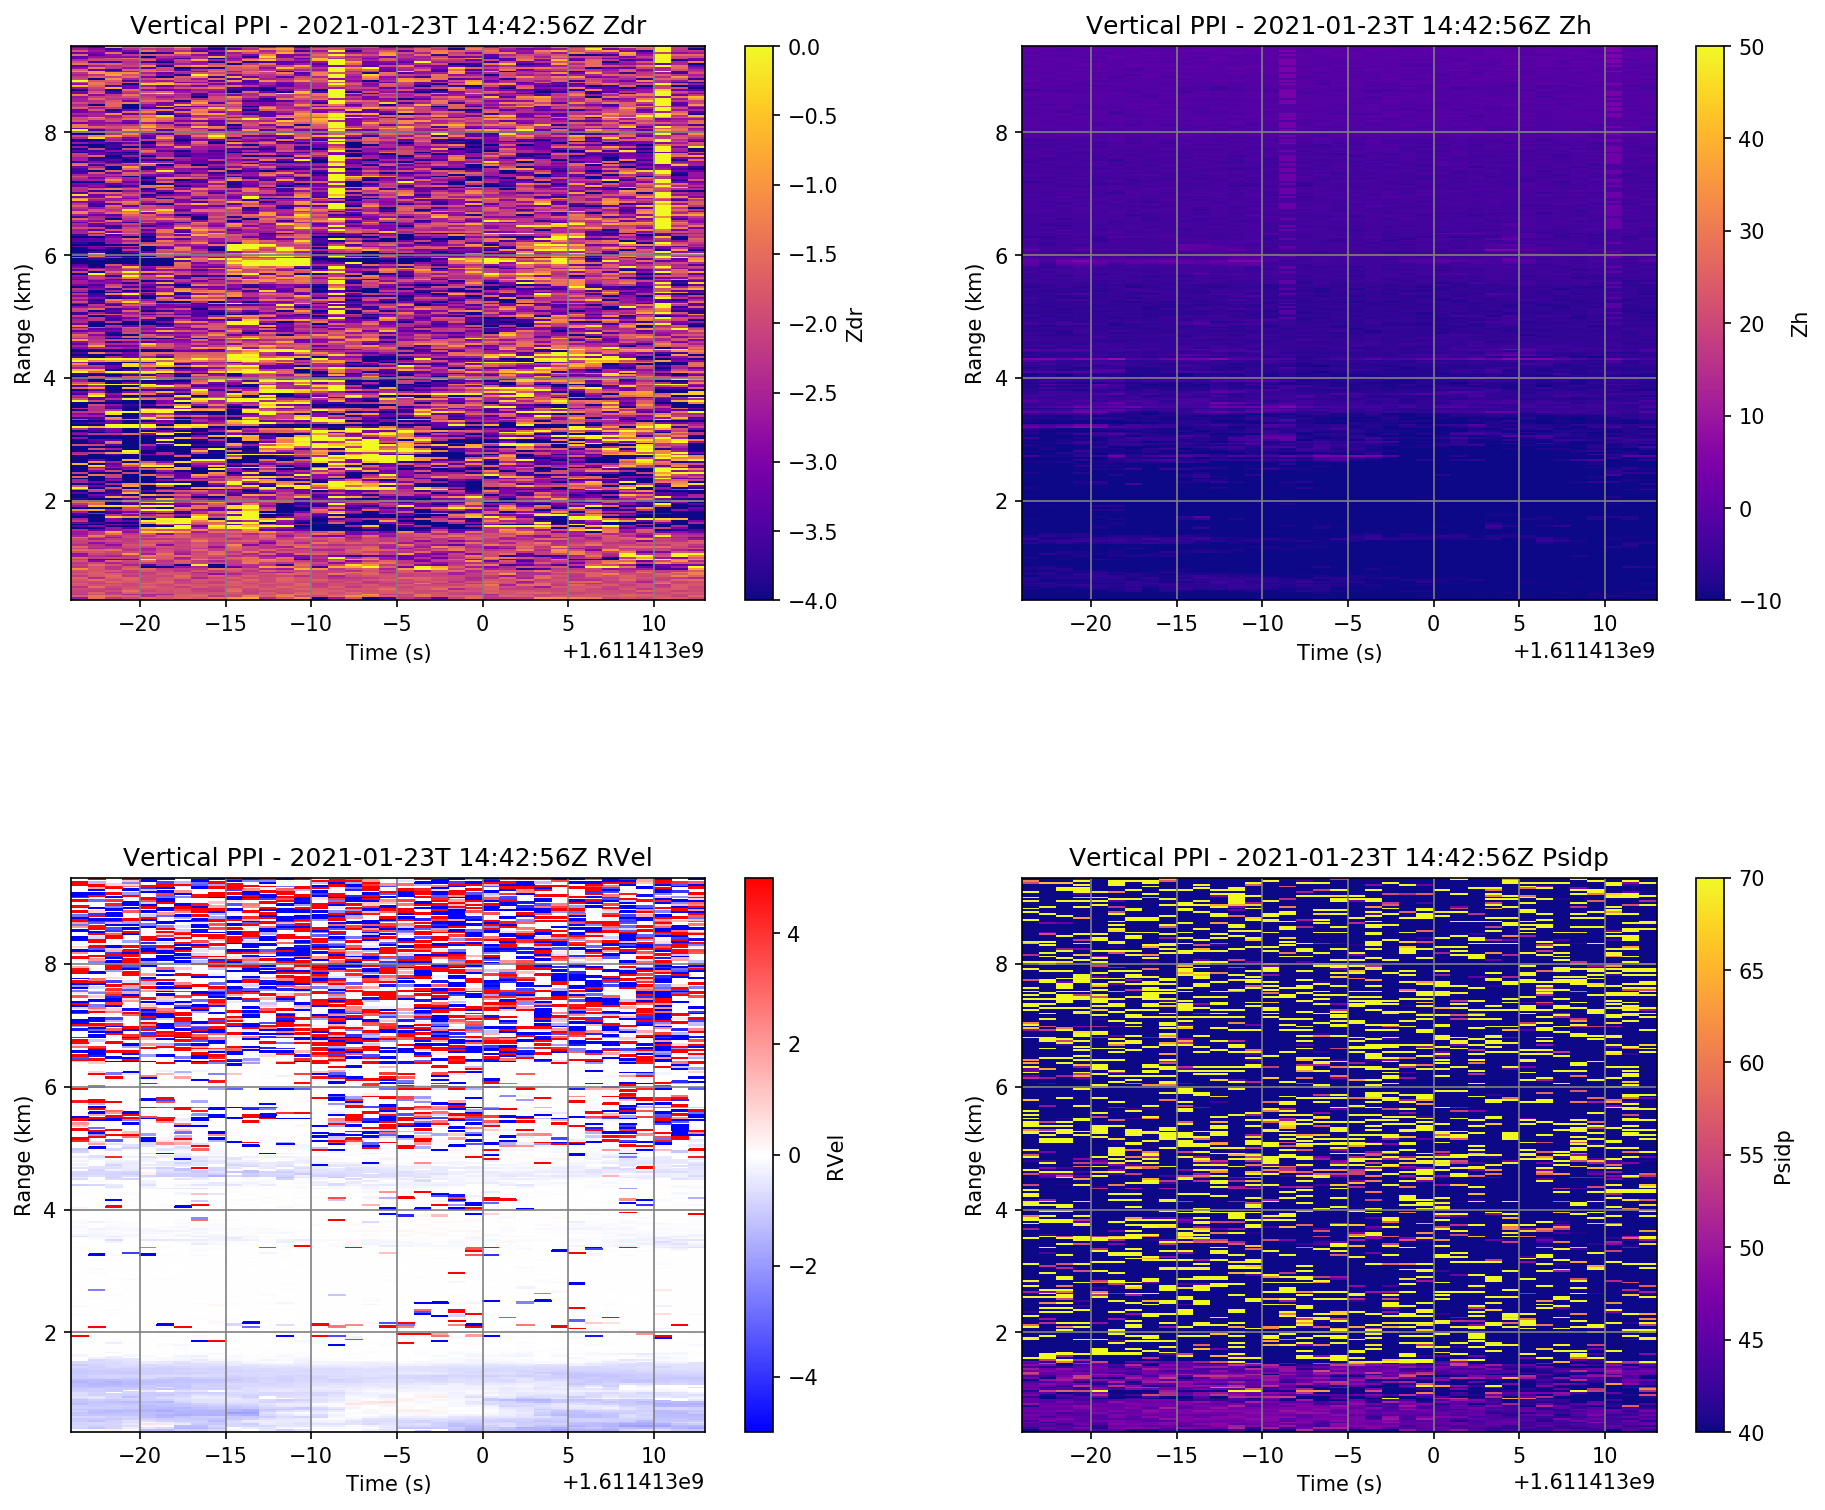 Vertical PPI - 2021-01-23T 14:42:56Z Zdr
8
6
4
2
Range (km)
−20 −15 −10 −5 0 5 10
Time (s)
+1.611413e9
0.0
−0.5
−1.0
−1.5
−2.0
−2.5
−3.0
−3.5
−4.0
Zdr
Vertical PPI - 2021-01-23T 14:42:56Z Zh
8
6
4
2
Range (km)
−20 −15 −10 −5 0 5 10
Time (s)
+1.611413e9
50
40
30
20
10
0
−10
Zh
Vertical PPI - 2021-01-23T 14:42:56Z RVel
8
6
4
2
Range (km)
−20 −15 −10 −5 0 5 10
Time (s)
+1.611413e9
4
2
0
−2
−4
RVel
Vertical PPI - 2021-01-23T 14:42:56Z Psidp
8
6
4
2
Range (km)
−20 −15 −10 −5 0 5 10
Time (s)
+1.611413e9
70
65
60
55
50
45
40
Psidp